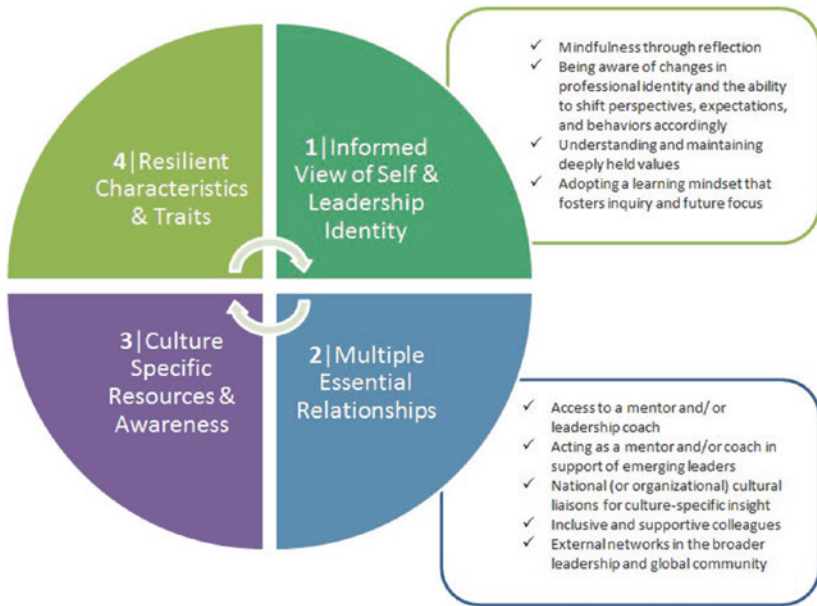 4|Resilient
Characteristics
& Traits
1|Informed
View of Self &
Leadership
Identity
✓ Mindfulness through reflection
✓ Being aware of changes in
professional identity and the ability
to shift perspectives, expectations,
and behaviors accordingly
✓ Understanding and maintaining
deeply held values
✓ Adopting a learning mindset that
fosters inquiry and future focus
3|Culture
Specific
Resources &
Awareness
2|Multiple
Essential
Relationships
✓ Access to a mentor and/ or
leadership coach
✓ Acting as a mentor and/or coach in
support of emerging leaders
✓ National (or organizational) cultural
liaisons for culture-specific insight
✓ Inclusive and supportive colleagues
✓ External networks in the broader
leadership and global community